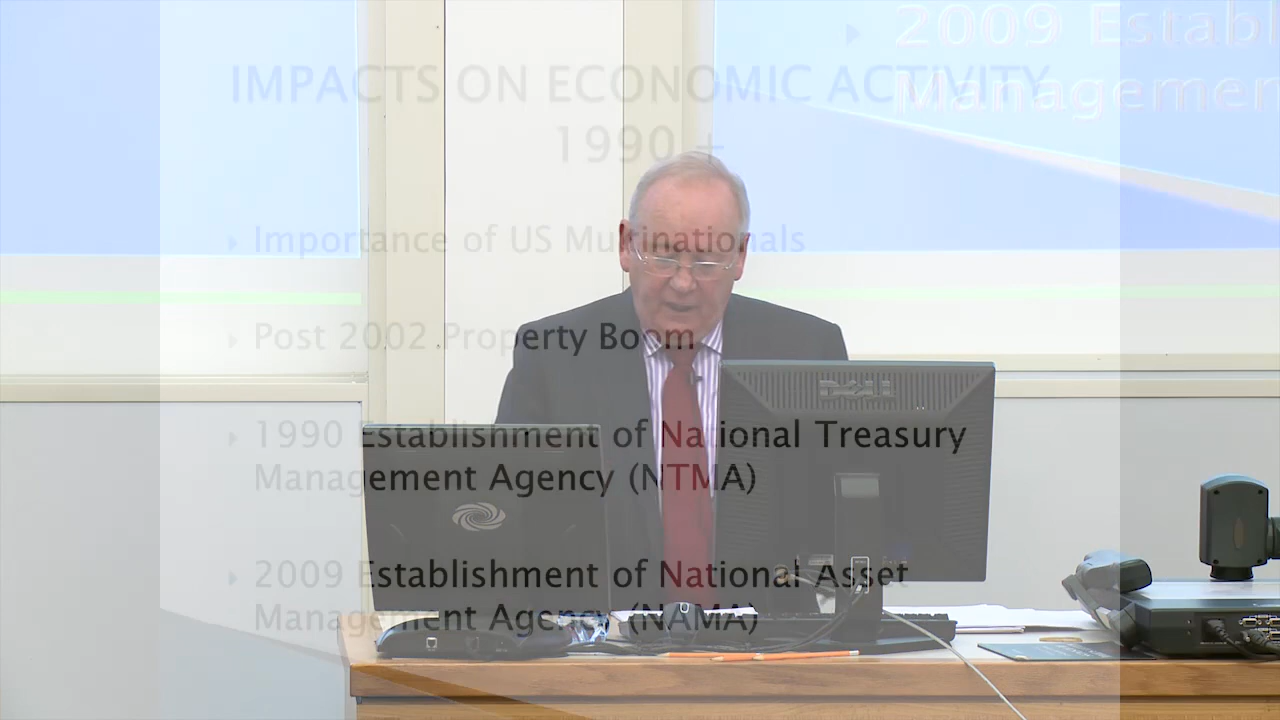 2009 Establ
Managemen
IMPACTS ON ECONOMIC ACTIVITY
1990 +
Importance of US Multinationals
Post 2002 Property Boom
1990 Establishment of National Treasury
Management Agency (NTMA)
2009 Establishment of National Asset
Management Agency (NAMA)
DELL